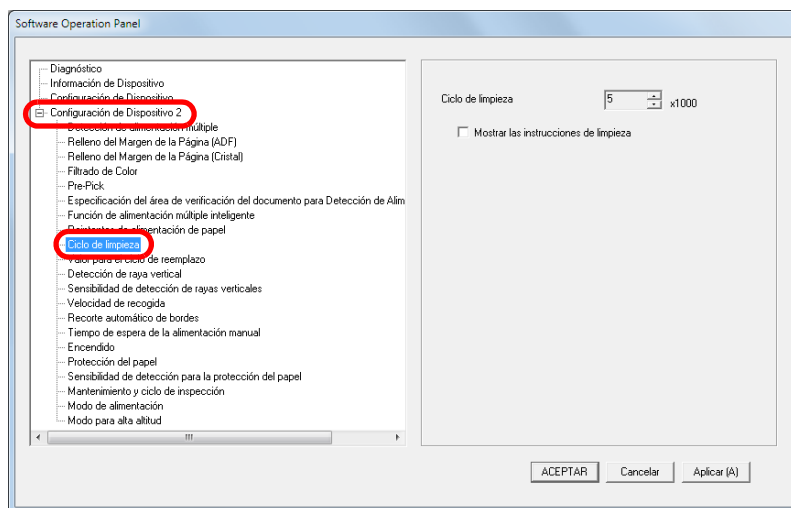 Software Operation Panel
Diagnóstico
Información de Dispositivo
Configuración de Dispositivo
Configuración de Dispositivo 2
Detección de alimentación múltiple
Relleno del Margen de la Página (ADF)
Relleno del Margen de la Página (Cristal)
Filtrado de Color
Pre-Pick
Especificación del área de verificación del documento para Detección de Alim
Función de alimentación múltiple inteligente
Reintentos de alimentación de papel
Ciclo de limpieza
Valor para el ciclo de reemplazo
Detección de raya vertical
Sensibilidad de detección de rayas verticales
Velocidad de recogida
Recorte automático de bordes
Tiempo de espera de la alimentación manual
Encendido
Protección del papel
Sensibilidad de detección para la protección del papel
Mantenimiento y ciclo de inspección
Modo de alimentación
Modo para alta altitud
Ciclo de limpieza 5 x1000
Mostrar las instrucciones de limpieza
ACEPTAR Cancelar Aplicar (A)